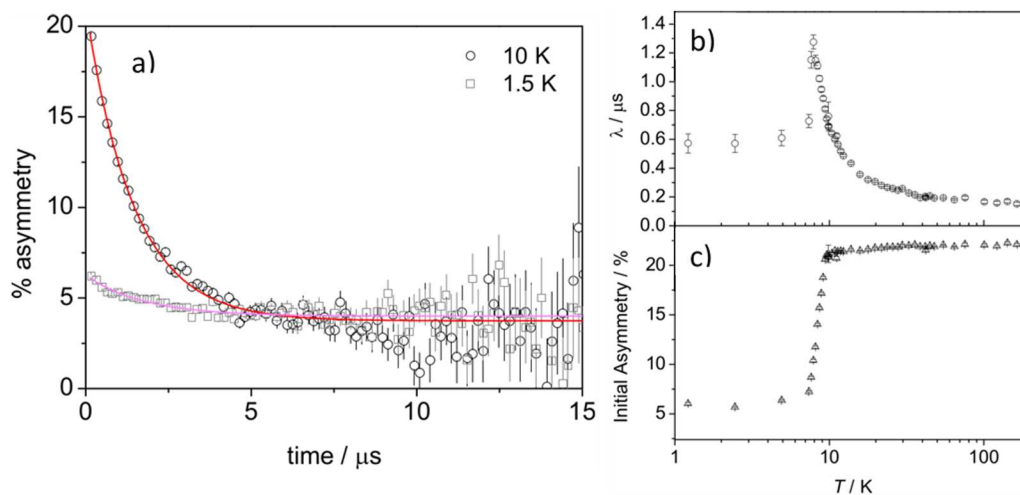 20
15
10
5
0
% asymmetry
a)
10 K
1.5 K
0
5
10
15
time / μs
b)
1.4
1.2
1.0
0.8
0.6
0.4
0.2
0.0
λ / μs
c)
20
15
10
5
Initial Asymmetry / %
1
10
100
T / K